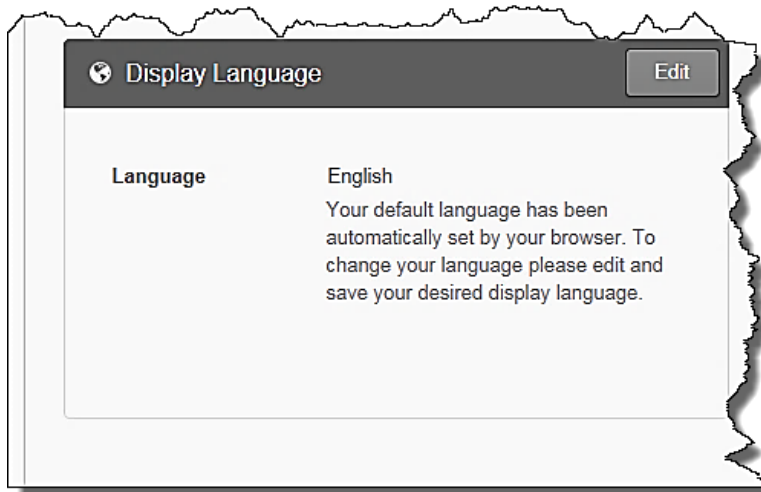 Display Language
Edit
Language
English
Your default language has been
automatically set by your browser. To
change your language please edit and
save your desired display language.